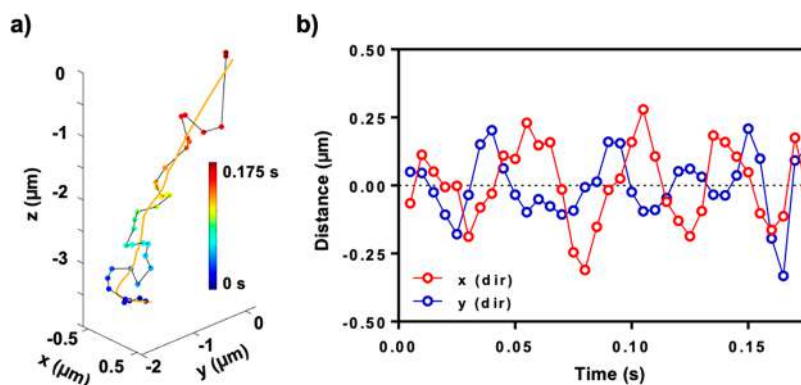 a)
0
-1
-2
-3
z (µm)
0.175 s
0 s
-0.5
0.5
x (µm)
-2
-1
0
y (µm)
b)
0.50
0.25
0.00
-0.25
-0.50
Distance (µm)
x (dir)
y (dir)
0.00
0.05
0.10
0.15
Time (s)